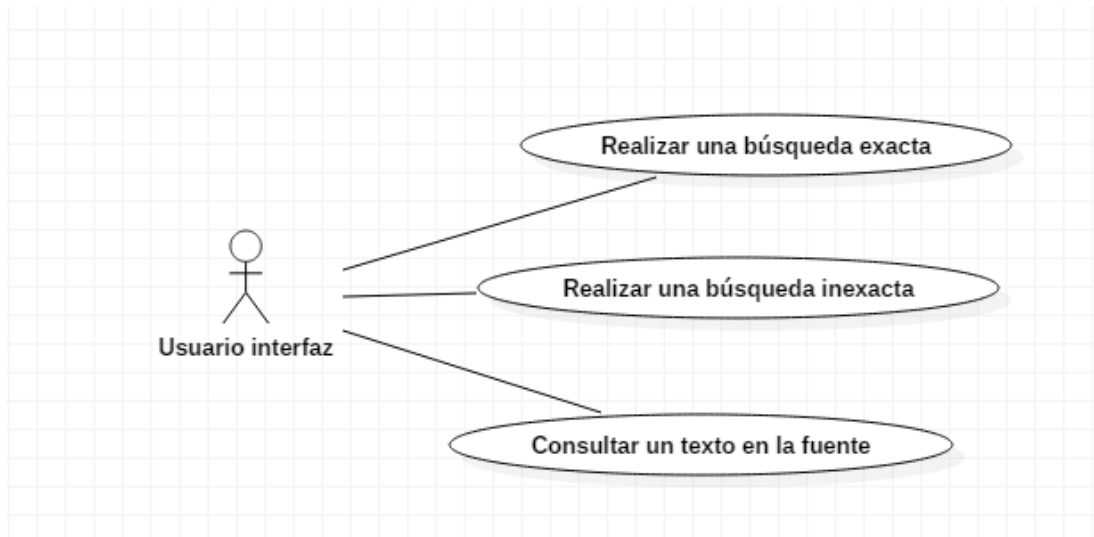 Realizar una búsqueda exacta
Realizar una búsqueda inexacta
Usuario interfaz
Consultar un texto en la fuente